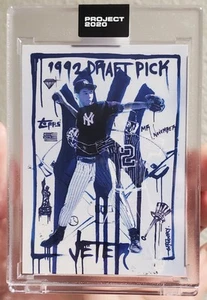 PROJECT
2020
1992 DRAFT PICK
Topps
NY
MR. NOVEMBER
2
JETER